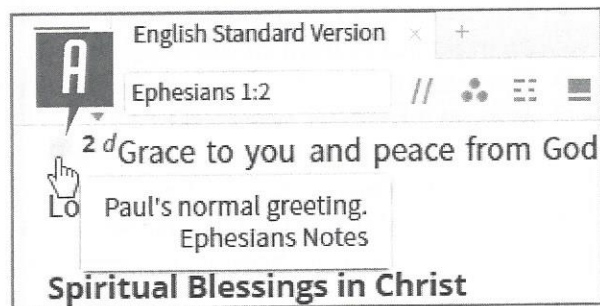 English Standard Version × +
A
Ephesians 1:2 //
2 d Grace to you and peace from God
Lo
Paul's normal greeting.
Ephesians Notes
Spiritual Blessings in Christ